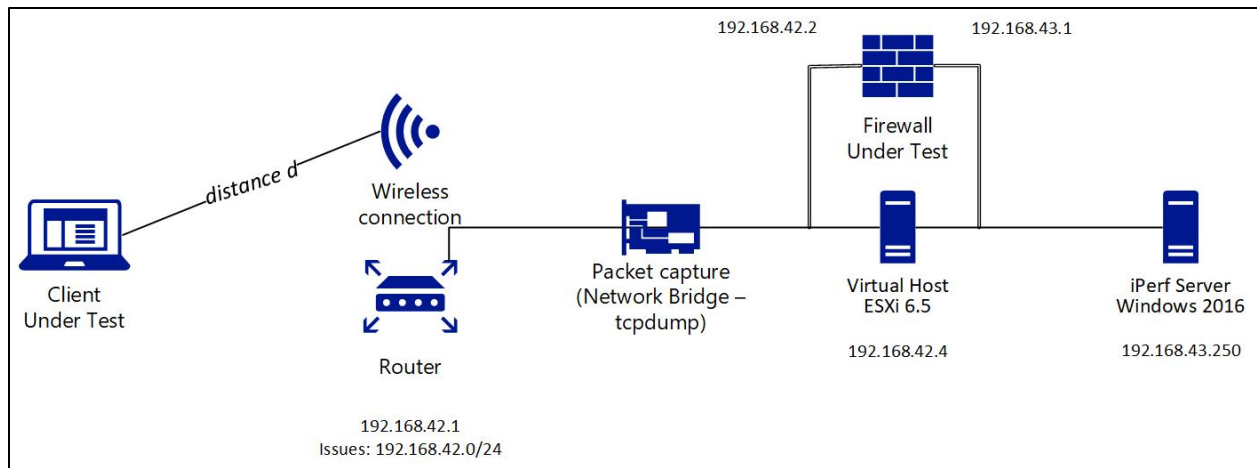 192.168.42.2
192.168.43.1
Firewall
Under Test
distance d
Wireless
connection
Client
Under Test
Packet capture
(Network Bridge –
tcpdump)
Virtual Host
ESXi 6.5
192.168.42.4
iPerf Server
Windows 2016
192.168.43.250
Router
192.168.42.1
Issues: 192.168.42.0/24